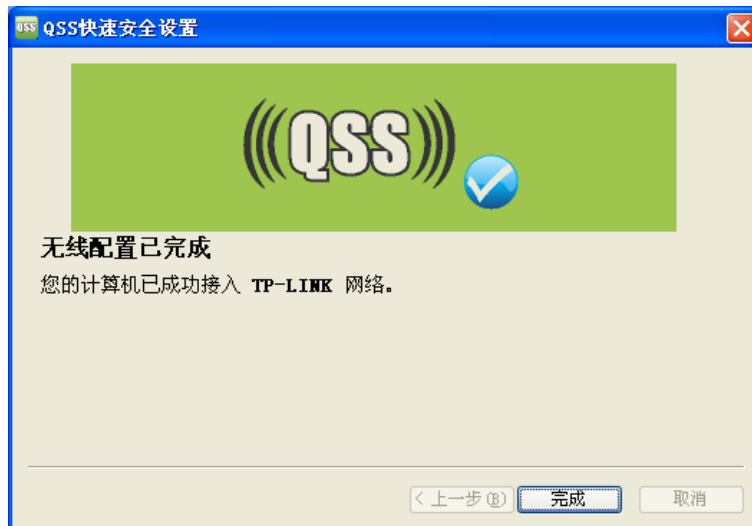 QSS QSS快速安全设置
QSS
无线配置已完成
您的计算机已成功接入 TP-LINK 网络。
< 上一步(B) 完成 取消